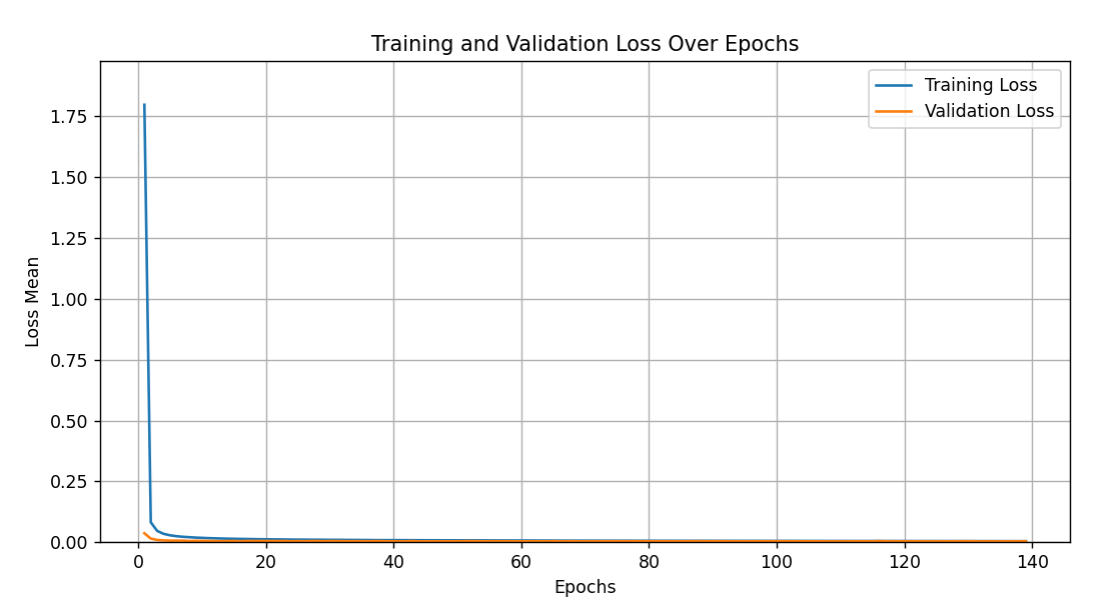 Training and Validation Loss Over Epochs
Training Loss
Validation Loss
1.75
1.50
1.25
1.00
0.75
0.50
0.25
0.00
Loss Mean
0 20 40 60 80 100 120 140
Epochs